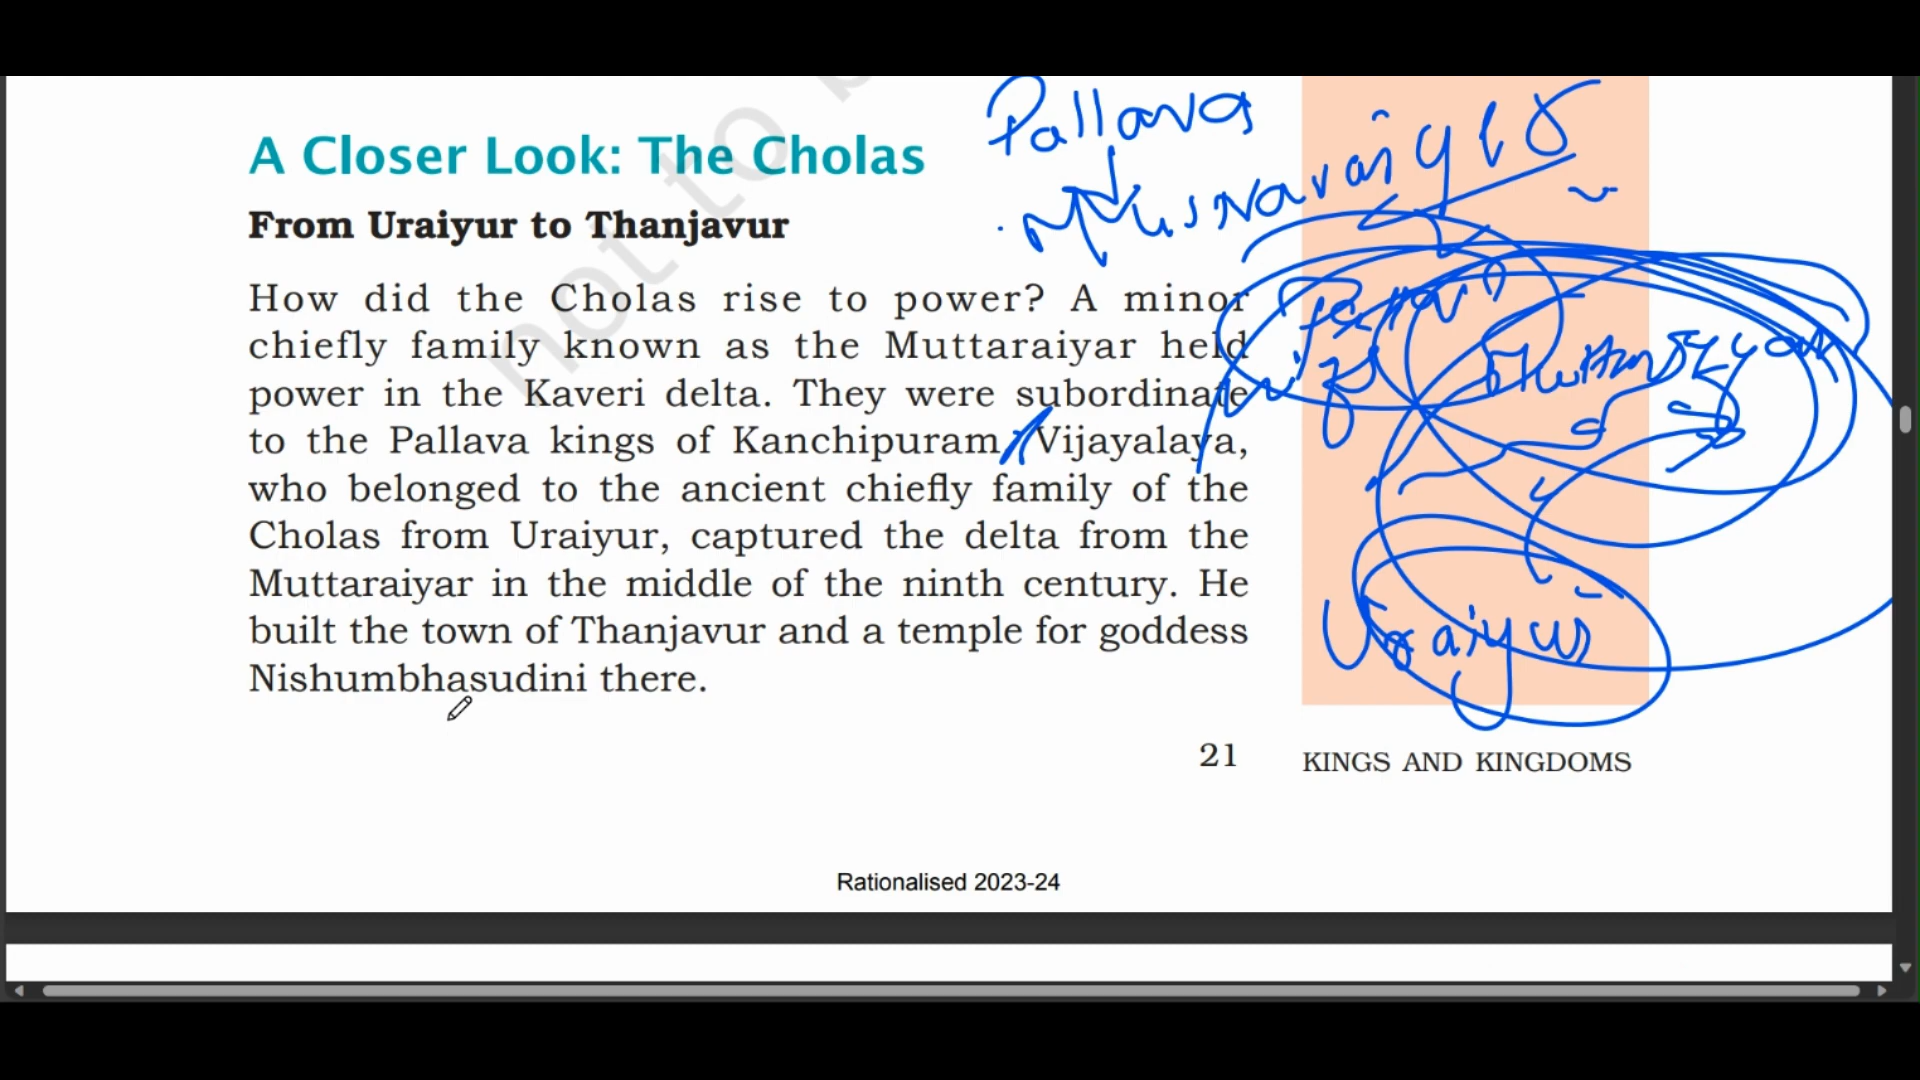 not to b
Pallavas
A Closer Look: The Cholas
From Uraiyur to Thanjavur
How did the Cholas rise to power? A minor
chiefly family known as the Muttaraiyar held
power in the Kaveri delta. They were subordinate
to the Pallava kings of Kanchipuram. Vijayalaya,
who belonged to the ancient chiefly family of the
Cholas from Uraiyur, captured the delta from the
Muttaraiyar in the middle of the ninth century. He
built the town of Thanjavur and a temple for goddess
Nishumbhasudini there.
Uraiyur
21 KINGS AND KINGDOMS
Rationalised 2023-24